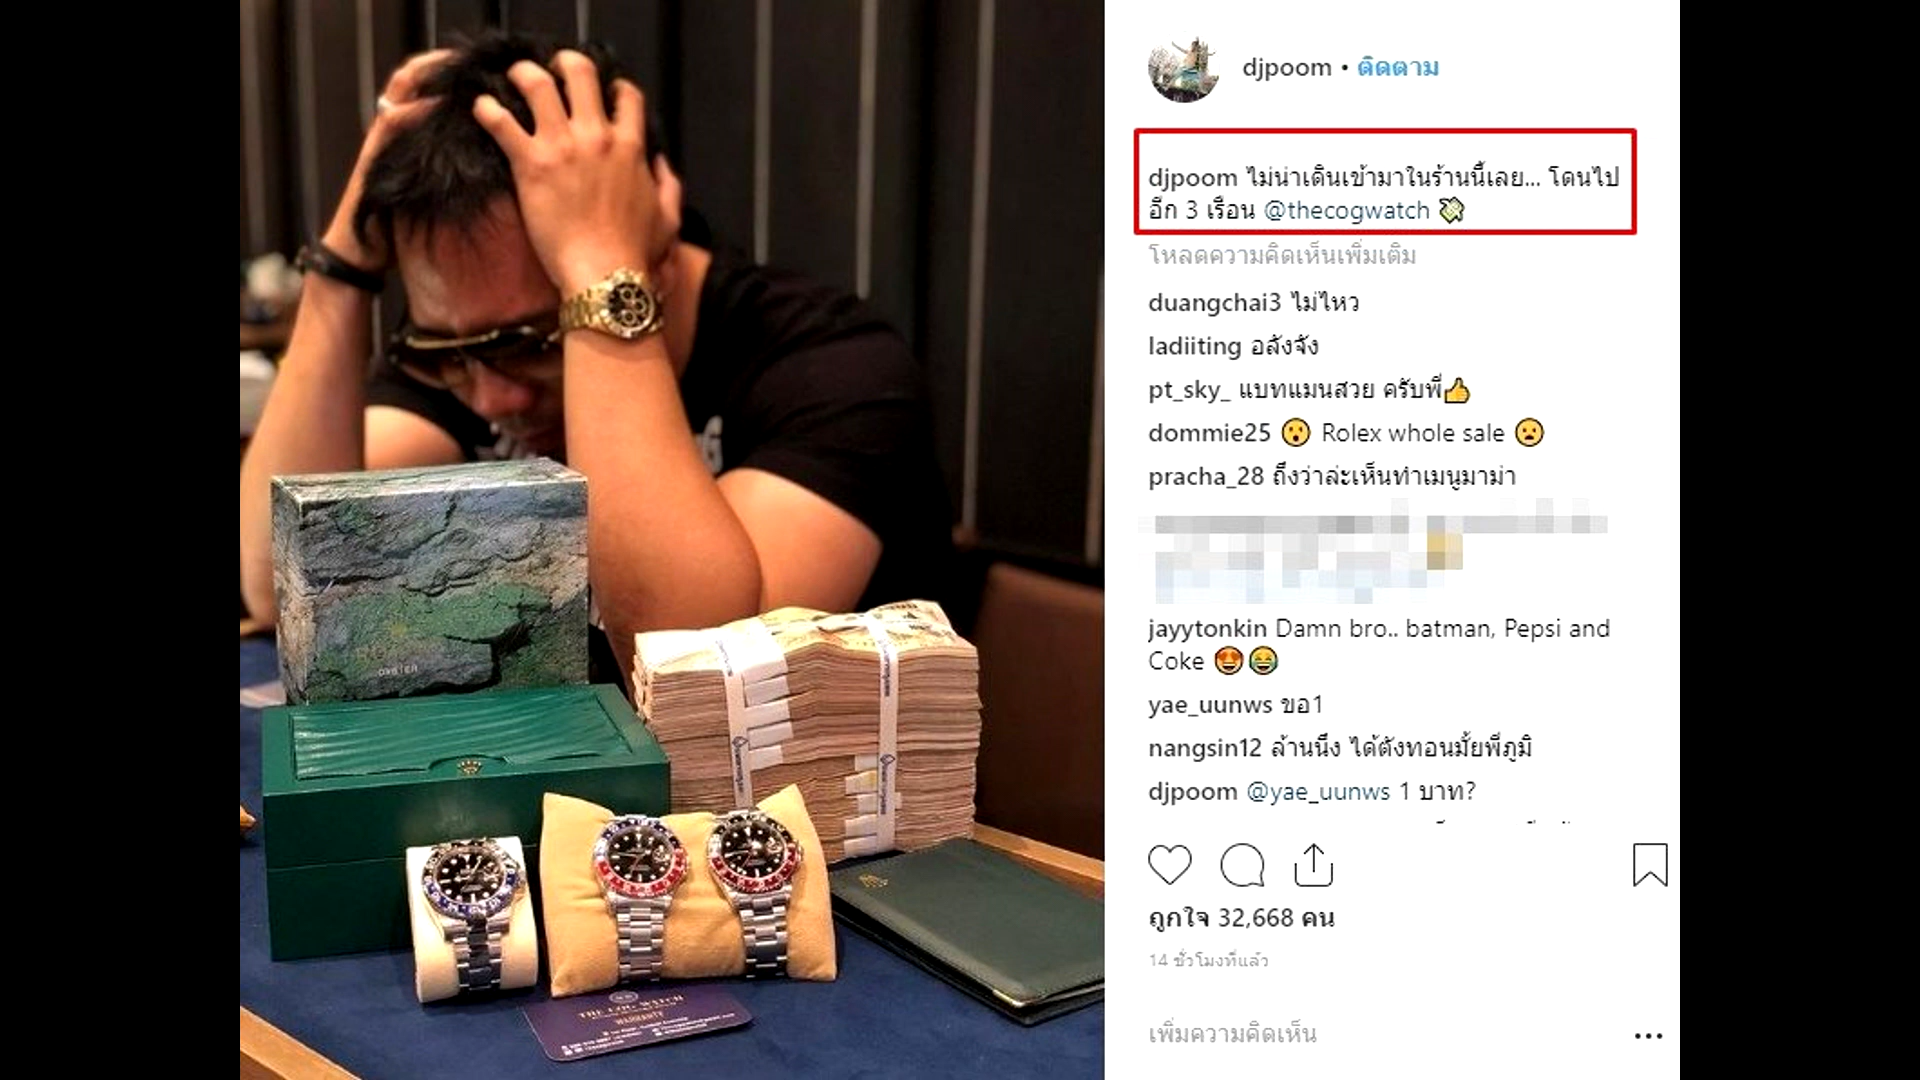 djpoom • ติดตาม
djpoom ไม่น่าเดินเข้ามาในร้านนี้เลย... โดนไป
อีก 3 เรือน @thecogwatch 💸
โหลดความคิดเห็นเพิ่มเติม
duangchai3 ไม่ไหว
ladiiting อลังจัง
pt_sky_ แบทแมนสวย ครับพี่👍
dommie25 😮 Rolex whole sale 😦
pracha_28 ถึงว่าล่ะเห็นทำเมนูมาม่า
jayytonkin Damn bro.. batman, Pepsi and
Coke 😍😂
yae_uunws ขอ1
nangsin12 ล้านนึง ได้ตังทอนมั้ยพี่ภูมิ
djpoom @yae_uunws 1 บาท?
ถูกใจ 32,668 คน
14 ชั่วโมงที่แล้ว
เพิ่มความคิดเห็น
OYSTER
THE COG WATCH
WARRANTY